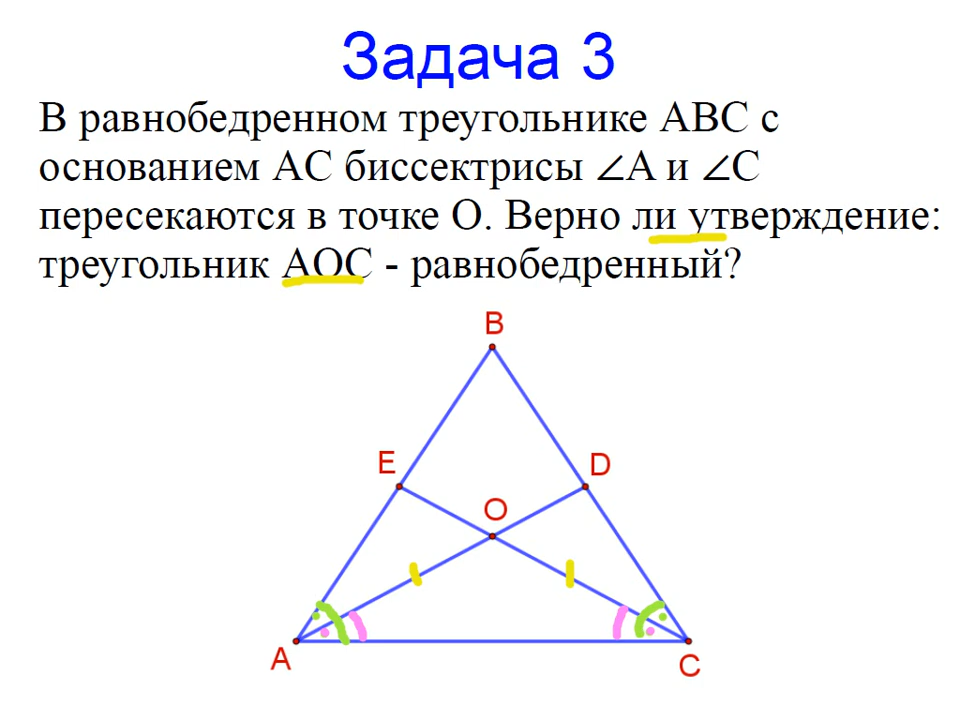 Задача 3
В равнобедренном треугольнике ABC с
основанием AC биссектрисы ∠A и ∠C
пересекаются в точке O. Верно ли утверждение:
треугольник AOC - равнобедренный?
B
E
D
O
A
C